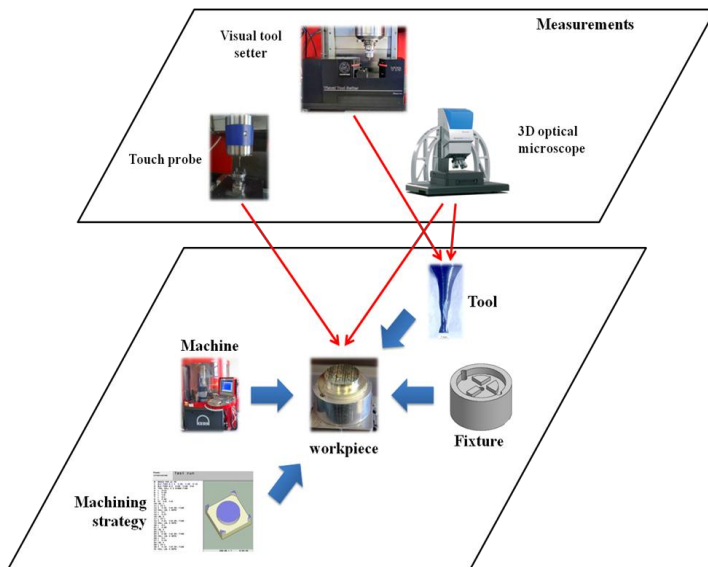 Measurements
Visual tool
setter
Touch probe
3D optical
microscope
Tool
Machine
workpiece
Fixture
Machining
strategy